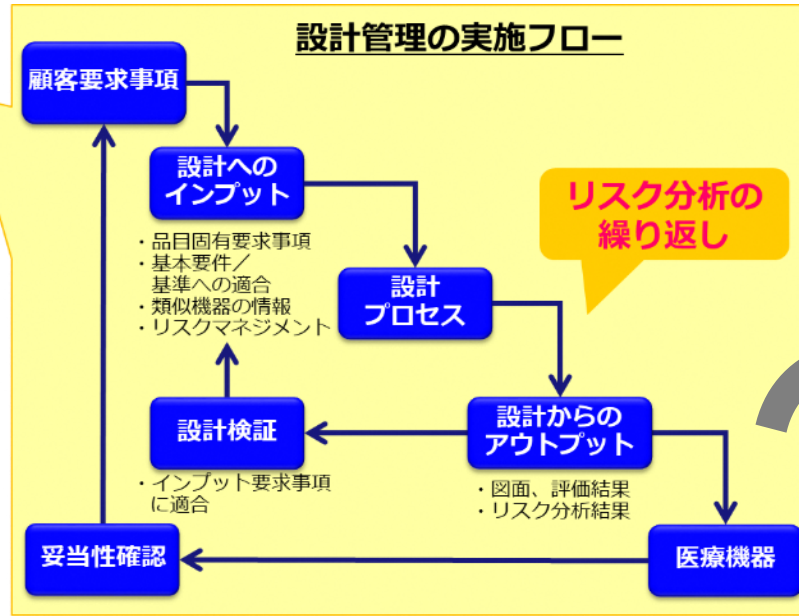 設計管理の実施フロー
顧客要求事項
設計への
インプット
・品目固有要求事項
・基本要件／
基準への適合
・類似機器の情報
・リスクマネジメント
リスク分析の
繰り返し
設計
プロセス
設計検証
・インプット要求事項
に適合
設計からの
アウトプット
・図面、評価結果
・リスク分析結果
妥当性確認
医療機器